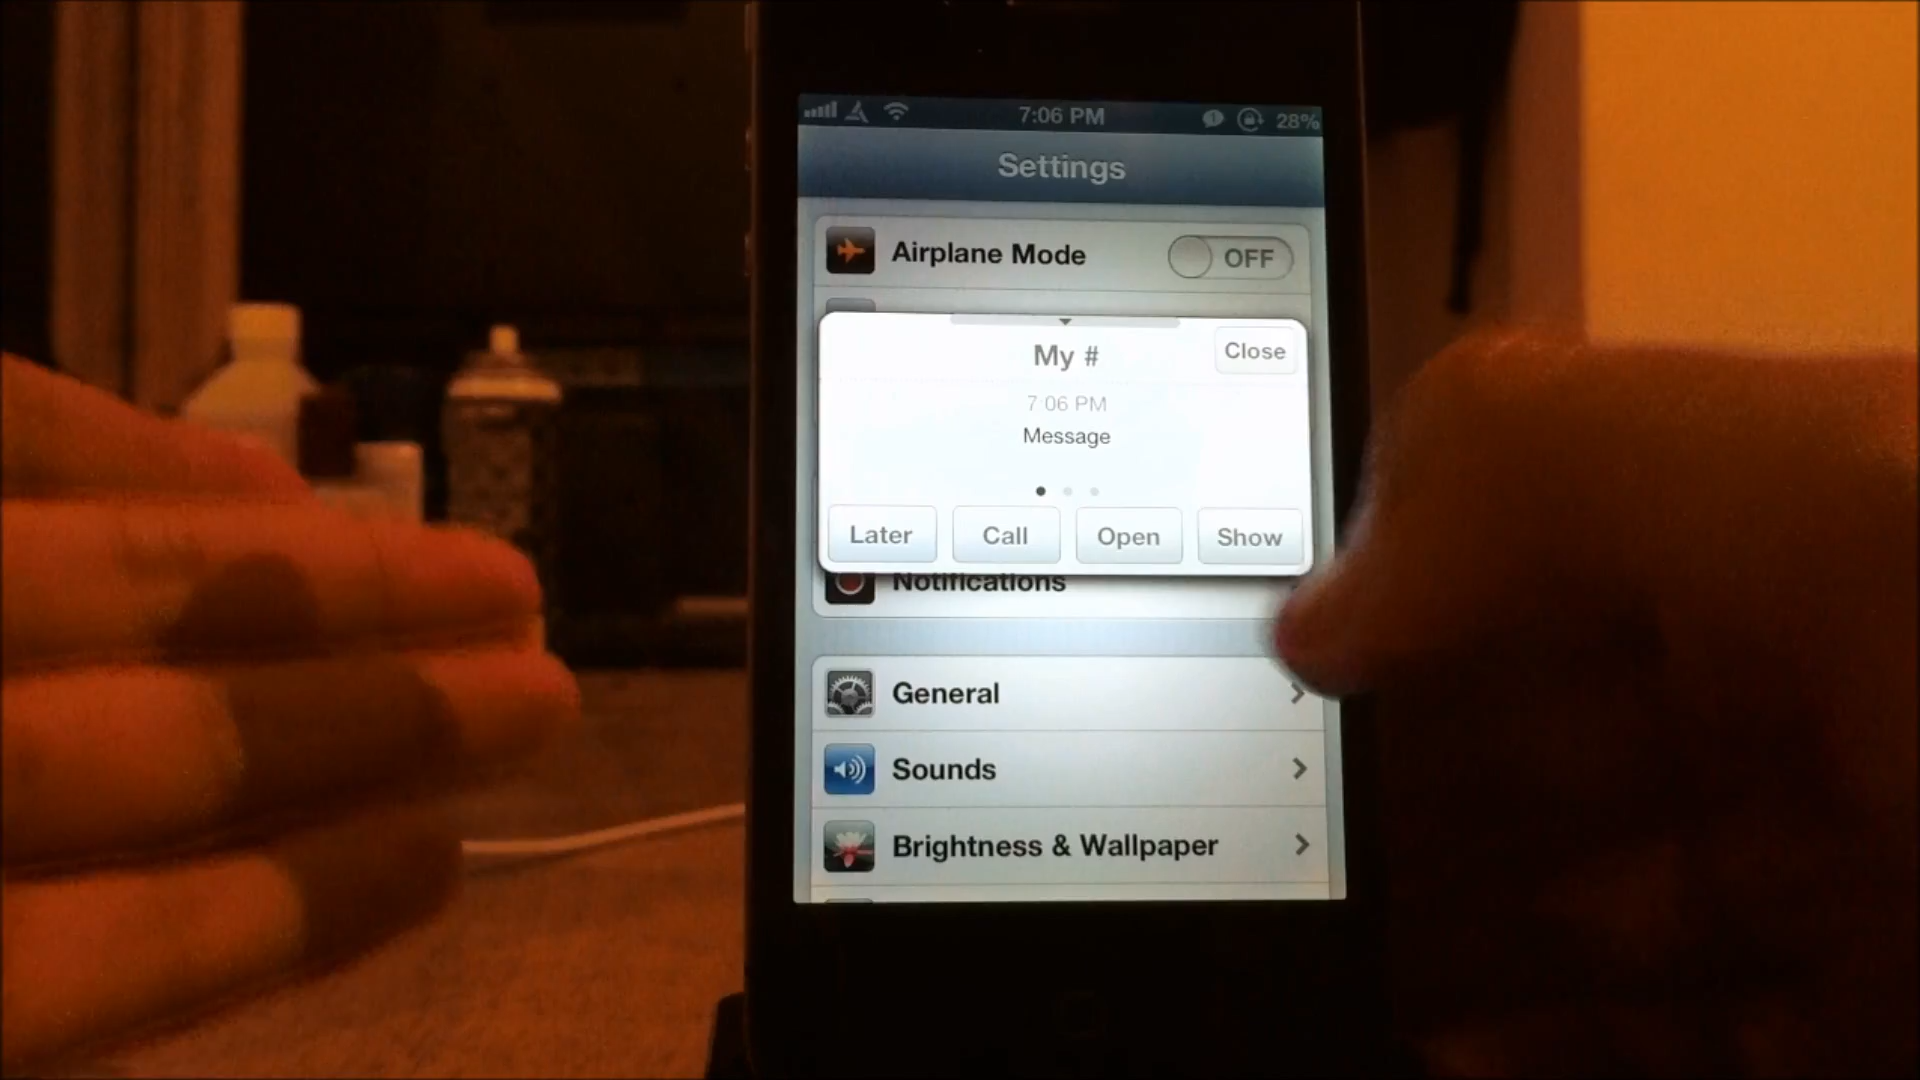 7:06 PM
28%
Settings
Airplane Mode
OFF
My #
Close
7:06 PM
Message
Later
Call
Open
Show
Notifications
General
Sounds
Brightness & Wallpaper